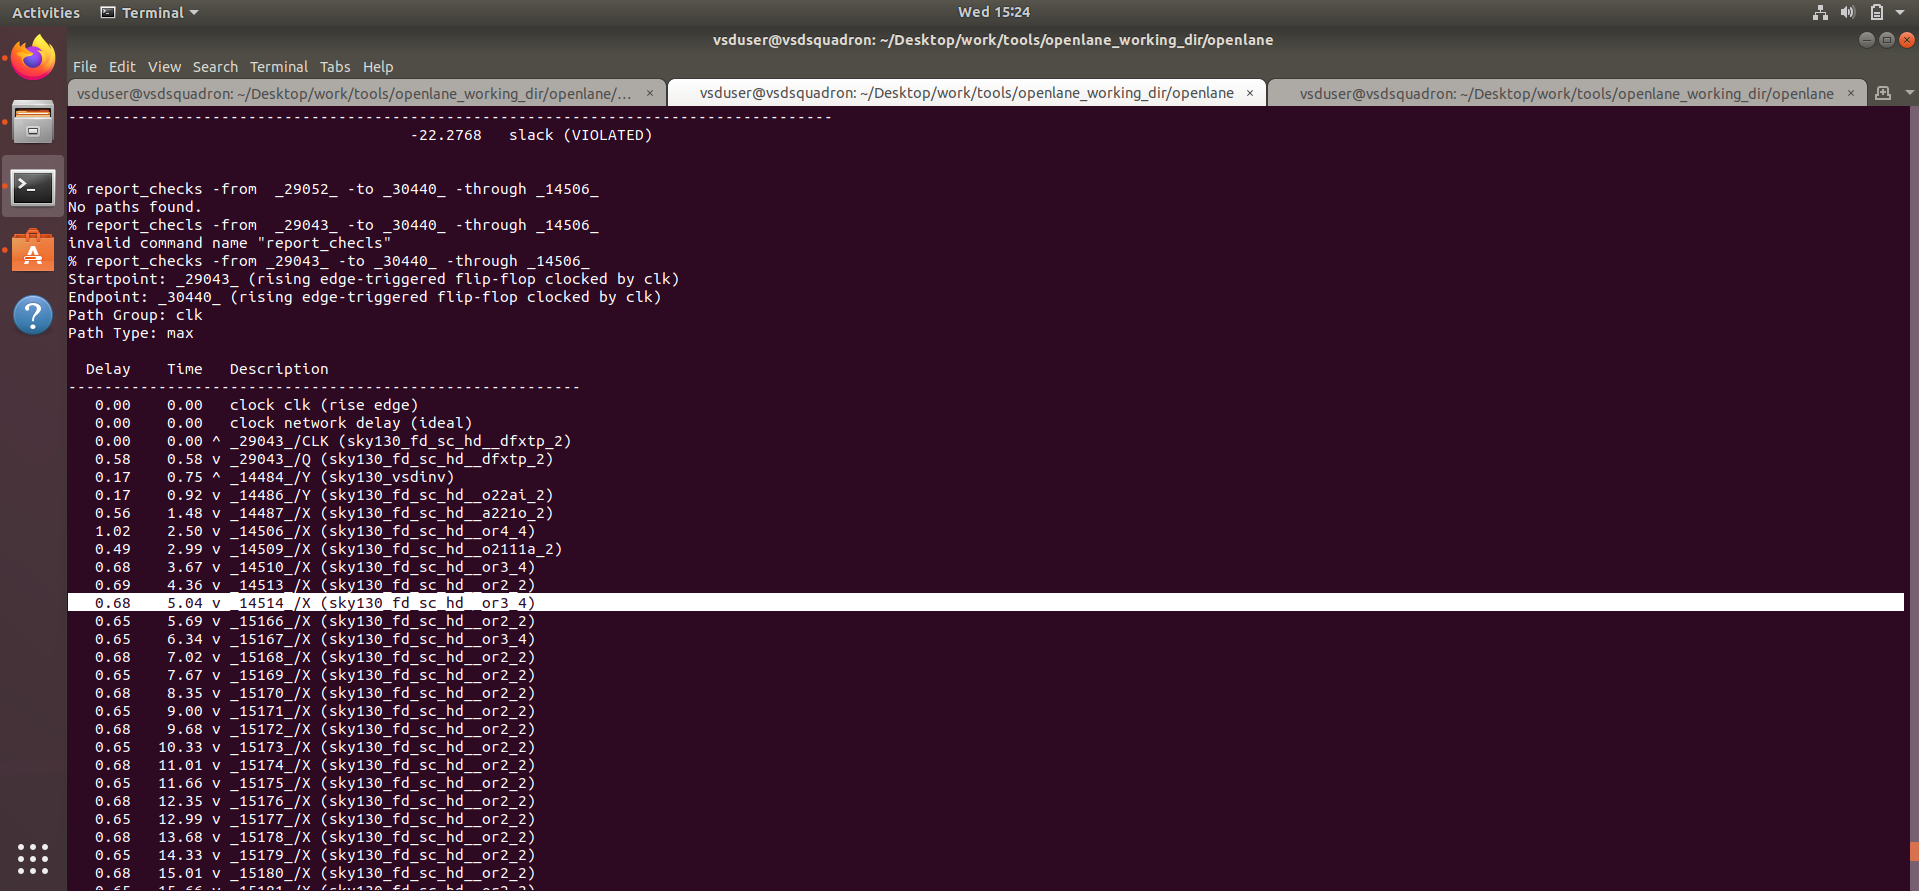 Activities Terminal Wed 15:24
vsduser@vsdsquadron: ~/Desktop/work/tools/openlane_working_dir/openlane
File Edit View Search Terminal Tabs Help
vsduser@vsdsquadron: ~/Desktop/work/tools/openlane_working_dir/openlane/... × vsduser@vsdsquadron: ~/Desktop/work/tools/openlane_working_dir/openlane × vsduser@vsdsquadron: ~/Desktop/work/tools/openlane_working_dir/openlane ×
-------------------------------------------------------------------------------------
                                      -22.2768   slack (VIOLATED)
% report_checks -from  _29052_ -to _30440_ -through _14506_
No paths found.
% report_checls -from  _29043_ -to _30440_ -through _14506_
invalid command name "report_checls"
% report_checks -from _29043_ -to _30440_ -through _14506_
Startpoint: _29043_ (rising edge-triggered flip-flop clocked by clk)
Endpoint: _30440_ (rising edge-triggered flip-flop clocked by clk)
Path Group: clk
Path Type: max
  Delay    Time   Description
---------------------------------------------------------
   0.00    0.00   clock clk (rise edge)
   0.00    0.00   clock network delay (ideal)
   0.00    0.00 ^ _29043_/CLK (sky130_fd_sc_hd__dfxtp_2)
   0.58    0.58 v _29043_/Q (sky130_fd_sc_hd__dfxtp_2)
   0.17    0.75 ^ _14484_/Y (sky130_vsdinv)
   0.17    0.92 v _14486_/Y (sky130_fd_sc_hd__o22ai_2)
   0.56    1.48 v _14487_/X (sky130_fd_sc_hd__a221o_2)
   1.02    2.50 v _14506_/X (sky130_fd_sc_hd__or4_4)
   0.49    2.99 v _14509_/X (sky130_fd_sc_hd__o2111a_2)
   0.68    3.67 v _14510_/X (sky130_fd_sc_hd__or3_4)
   0.69    4.36 v _14513_/X (sky130_fd_sc_hd__or2_2)
   0.68    5.04 v _14514_/X (sky130_fd_sc_hd__or3_4)
   0.65    5.69 v _15166_/X (sky130_fd_sc_hd__or2_2)
   0.65    6.34 v _15167_/X (sky130_fd_sc_hd__or3_4)
   0.68    7.02 v _15168_/X (sky130_fd_sc_hd__or2_2)
   0.65    7.67 v _15169_/X (sky130_fd_sc_hd__or2_2)
   0.68    8.35 v _15170_/X (sky130_fd_sc_hd__or2_2)
   0.65    9.00 v _15171_/X (sky130_fd_sc_hd__or2_2)
   0.68    9.68 v _15172_/X (sky130_fd_sc_hd__or2_2)
   0.65   10.33 v _15173_/X (sky130_fd_sc_hd__or2_2)
   0.68   11.01 v _15174_/X (sky130_fd_sc_hd__or2_2)
   0.65   11.66 v _15175_/X (sky130_fd_sc_hd__or2_2)
   0.68   12.35 v _15176_/X (sky130_fd_sc_hd__or2_2)
   0.65   12.99 v _15177_/X (sky130_fd_sc_hd__or2_2)
   0.68   13.68 v _15178_/X (sky130_fd_sc_hd__or2_2)
   0.65   14.33 v _15179_/X (sky130_fd_sc_hd__or2_2)
   0.68   15.01 v _15180_/X (sky130_fd_sc_hd__or2_2)